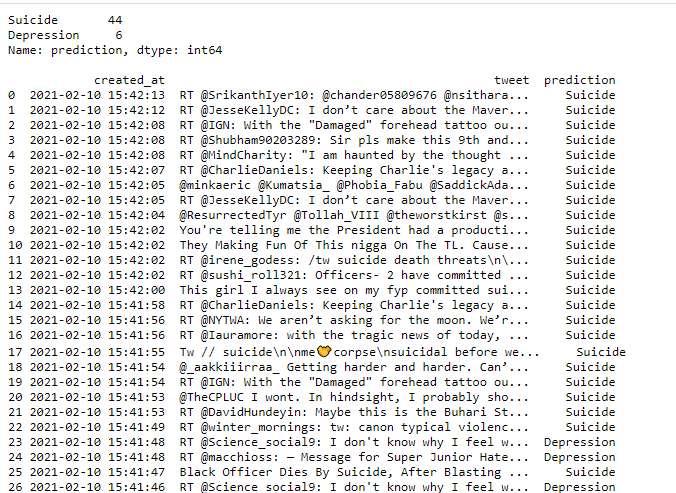 Suicide 44
Depression 6
Name: prediction, dtype: int64
created_at tweet prediction
0 2021-02-10 15:42:13 RT @SrikanthIyer10: @chander05809676 @nsithara... Suicide
1 2021-02-10 15:42:12 RT @JesseKellyDC: I don’t care about the Maver... Suicide
2 2021-02-10 15:42:08 RT @IGN: With the "Damaged" forehead tattoo ou... Suicide
3 2021-02-10 15:42:08 RT @Shubham90203289: Sir pls make this 9th and... Suicide
4 2021-02-10 15:42:08 RT @MindCharity: "I am haunted by the thought ... Suicide
5 2021-02-10 15:42:07 RT @CharlieDaniels: Keeping Charlie's legacy a... Suicide
6 2021-02-10 15:42:05 @minkaeric @Kumatsia_ @Phobia_Fabu @SaddickAda... Suicide
7 2021-02-10 15:42:05 RT @JesseKellyDC: I don’t care about the Maver... Suicide
8 2021-02-10 15:42:04 @ResurrectedTyr @Tollah_VIII @theworstkirst @s... Suicide
9 2021-02-10 15:42:02 You're telling me the President had a producti... Suicide
10 2021-02-10 15:42:02 They Making Fun Of This nigga On The TL. Cause... Suicide
11 2021-02-10 15:42:02 RT @irene_godess: /tw suicide death threats\n\... Suicide
12 2021-02-10 15:42:02 RT @sushi_roll321: Officers- 2 have committed ... Suicide
13 2021-02-10 15:42:00 This girl I always see on my fyp committed sui... Suicide
14 2021-02-10 15:41:58 RT @CharlieDaniels: Keeping Charlie's legacy a... Suicide
15 2021-02-10 15:41:56 RT @NYTWA: We aren’t asking for the moon. We’r... Suicide
16 2021-02-10 15:41:56 RT @Iauramore: with the tragic news of today, ... Suicide
17 2021-02-10 15:41:55 Tw // suicide\n\nme corpse\nsuicidal before we... Suicide
18 2021-02-10 15:41:54 @_aakkiiirraa_ Getting harder and harder. Can’... Suicide
19 2021-02-10 15:41:54 RT @IGN: With the "Damaged" forehead tattoo ou... Suicide
20 2021-02-10 15:41:53 @TheCPLUC I wont. In hindsight, I probably sho... Suicide
21 2021-02-10 15:41:53 RT @DavidHundeyin: Maybe this is the Buhari St... Suicide
22 2021-02-10 15:41:49 RT @winter_mornings: tw: canon typical violenc... Suicide
23 2021-02-10 15:41:48 RT @Science_social9: I don't know why I feel w... Depression
24 2021-02-10 15:41:48 RT @macchioss: — Message for Super Junior Hate... Depression
25 2021-02-10 15:41:47 Black Officer Dies By Suicide, After Blasting ... Suicide
26 2021-02-10 15:41:46 RT @Science_social9: I don't know why I feel w... Depression